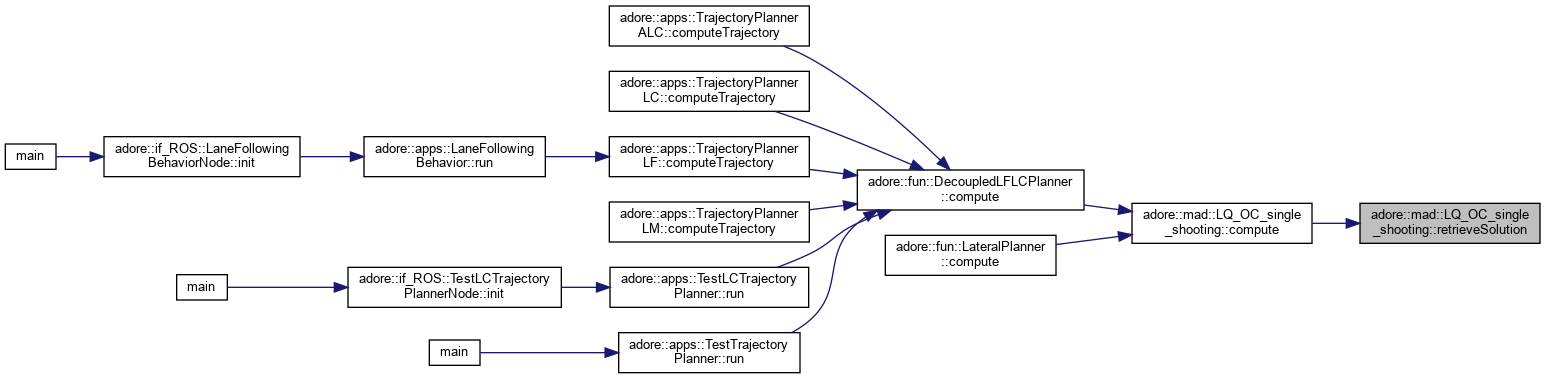 adore::apps::TrajectoryPlanner
ALC::computeTrajectory
adore::apps::TrajectoryPlanner
LC::computeTrajectory
main
adore::if_ROS::LaneFollowing
BehaviorNode::init
adore::apps::LaneFollowing
Behavior::run
adore::apps::TrajectoryPlanner
LF::computeTrajectory
adore::fun::DecoupledLFLCPlanner
::compute
adore::apps::TrajectoryPlanner
LM::computeTrajectory
adore::mad::LQ_OC_single
_shooting::compute
adore::mad::LQ_OC_single
_shooting::retrieveSolution
adore::fun::LateralPlanner
::compute
main
adore::if_ROS::TestLCTrajectory
PlannerNode::init
adore::apps::TestLCTrajectory
Planner::run
main
adore::apps::TestTrajectory
Planner::run